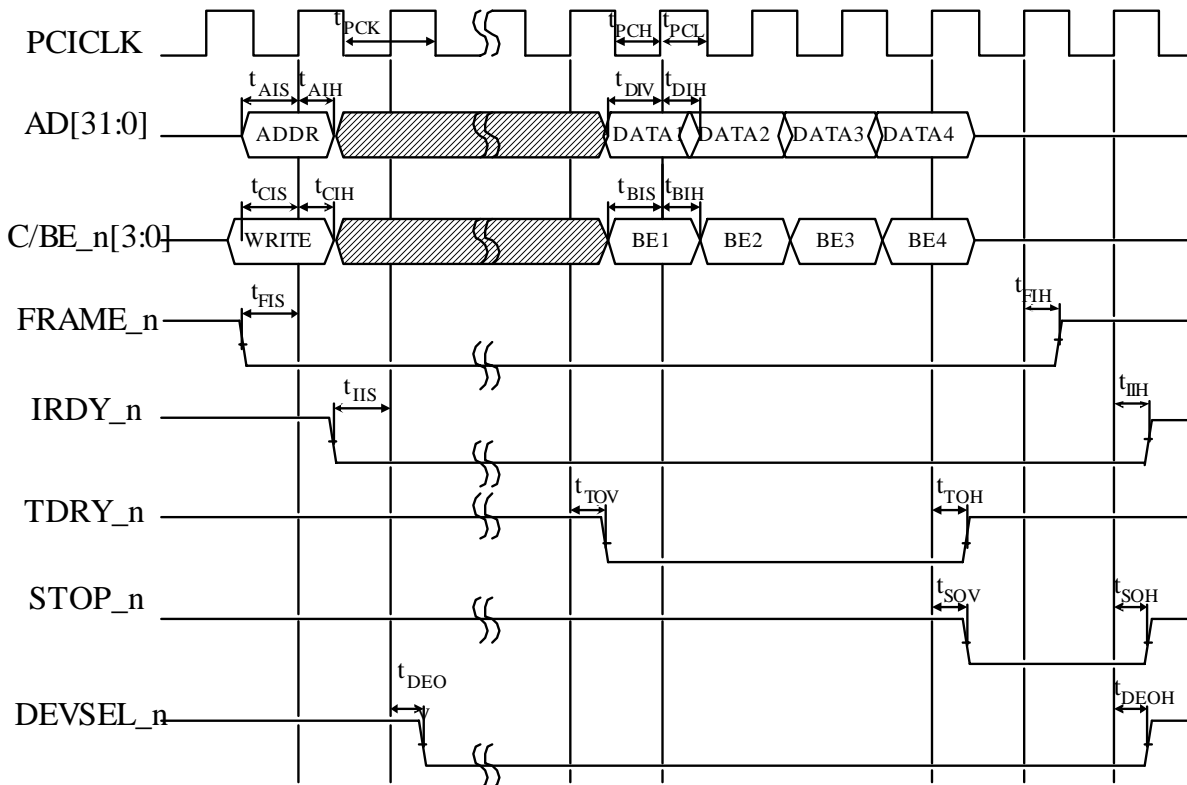 PCICLK
tPCK
tPCH tPCL
tAIS tAIH
tDIV tDIH
AD[31:0]
ADDR
DATA1 DATA2 DATA3 DATA4
tCIS tCIH
tBIS tBIH
C/BE_n[3:0]
WRITE
BE1 BE2 BE3 BE4
tFIS
tFIH
FRAME_n
tIIS
tIIH
IRDY_n
tTOV
tTOH
TDRY_n
tSOV
tSOH
STOP_n
tDEOV
tDEOH
DEVSEL_n